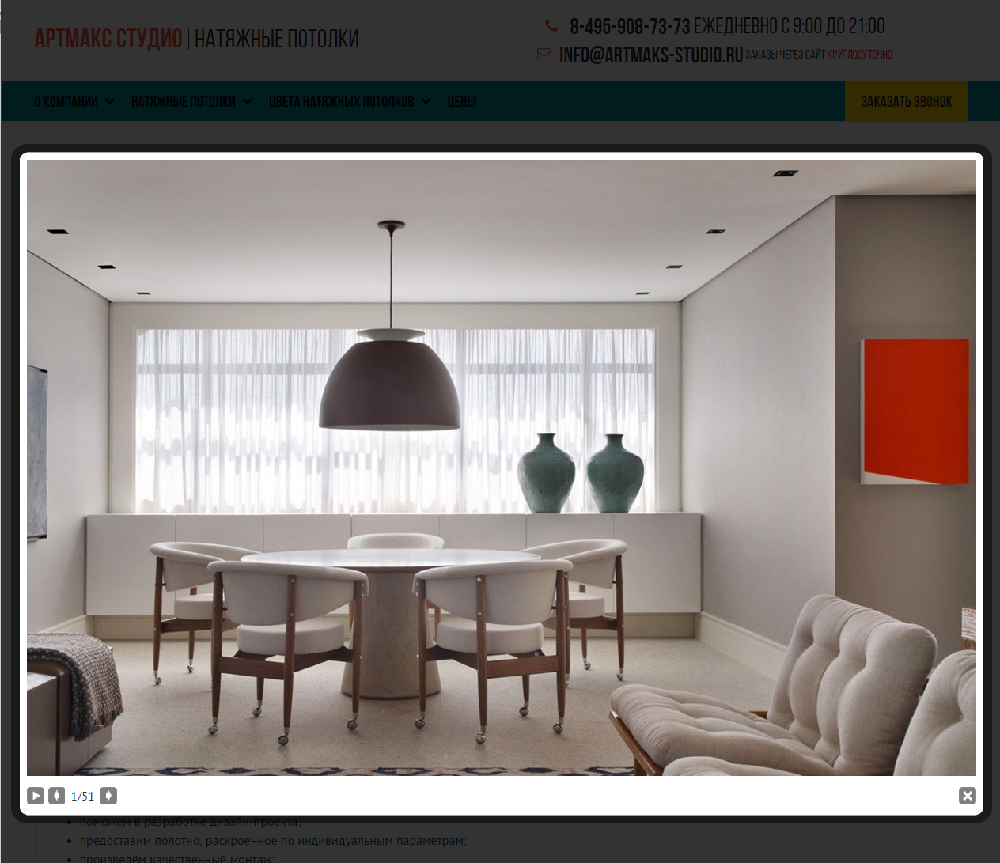 АРТМАКС СТУДИО | НАТЯЖНЫЕ ПОТОЛКИ
8-495-908-73-73 ЕЖЕДНЕВНО С 9:00 ДО 21:00
INFO@ARTMAKS-STUDIO.RU ЗАКАЗЫ ЧЕРЕЗ САЙТ КРУГЛОСУТОЧНО
О КОМПАНИИ НАТЯЖНЫЕ ПОТОЛКИ ЦВЕТА НАТЯЖНЫХ ПОТОЛКОВ ЦЕНЫ ЗАКАЗАТЬ ЗВОНОК
1/51
поможем в разработке дизайн-проекта;
предоставим полотно, раскроенное по индивидуальным параметрам;
произведём качественный монтаж;